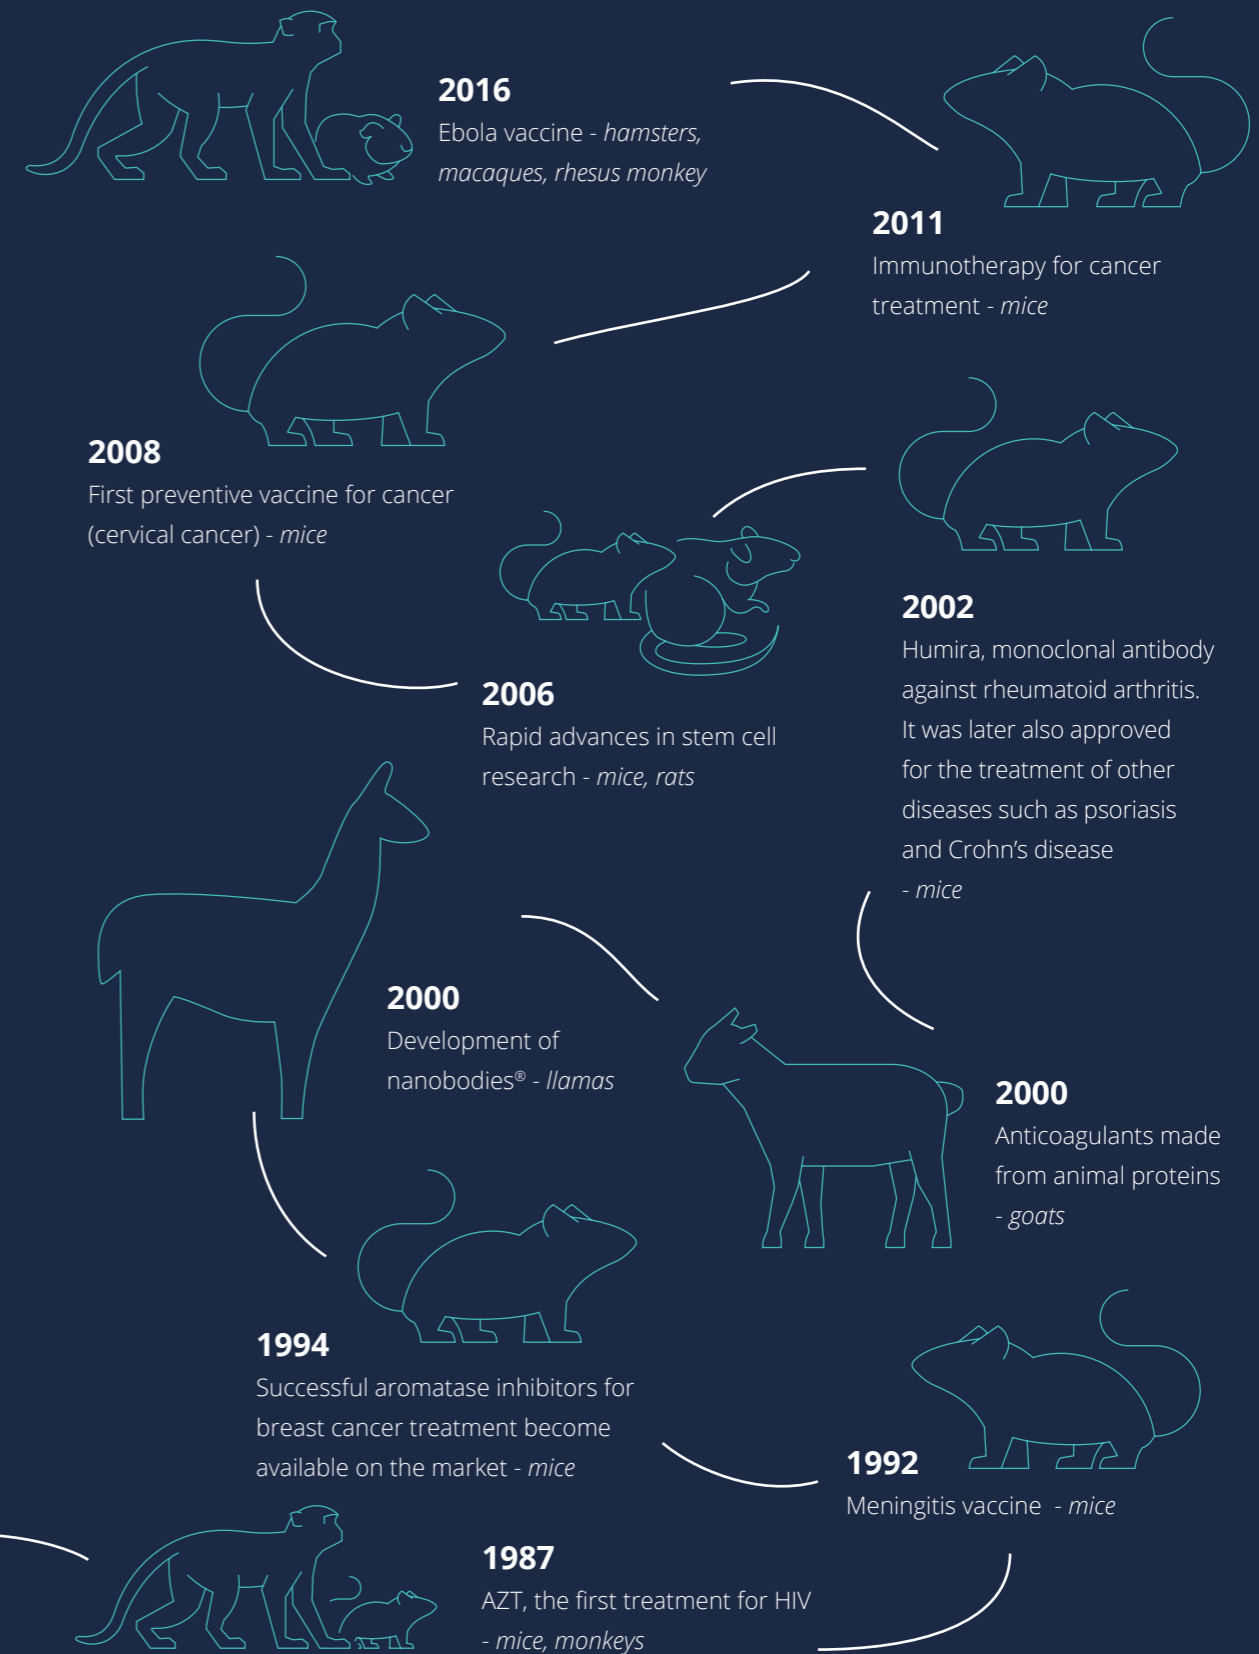 2016
Ebola vaccine - hamsters,
macaques, rhesus monkey
2011
Immunotherapy for cancer
treatment - mice
2008
First preventive vaccine for cancer
(cervical cancer) - mice
2006
Rapid advances in stem cell
research - mice, rats
2002
Humira, monoclonal antibody
against rheumatoid arthritis.
It was later also approved
for the treatment of other
diseases such as psoriasis
and Crohn’s disease
- mice
2000
Anticoagulants made
from animal proteins
- goats
2000
Development of
nanobodies® - llamas
1994
Successful aromatase inhibitors for
breast cancer treatment become
available on the market - mice
1992
Meningitis vaccine - mice
1987
AZT, the first treatment for HIV
- mice, monkeys